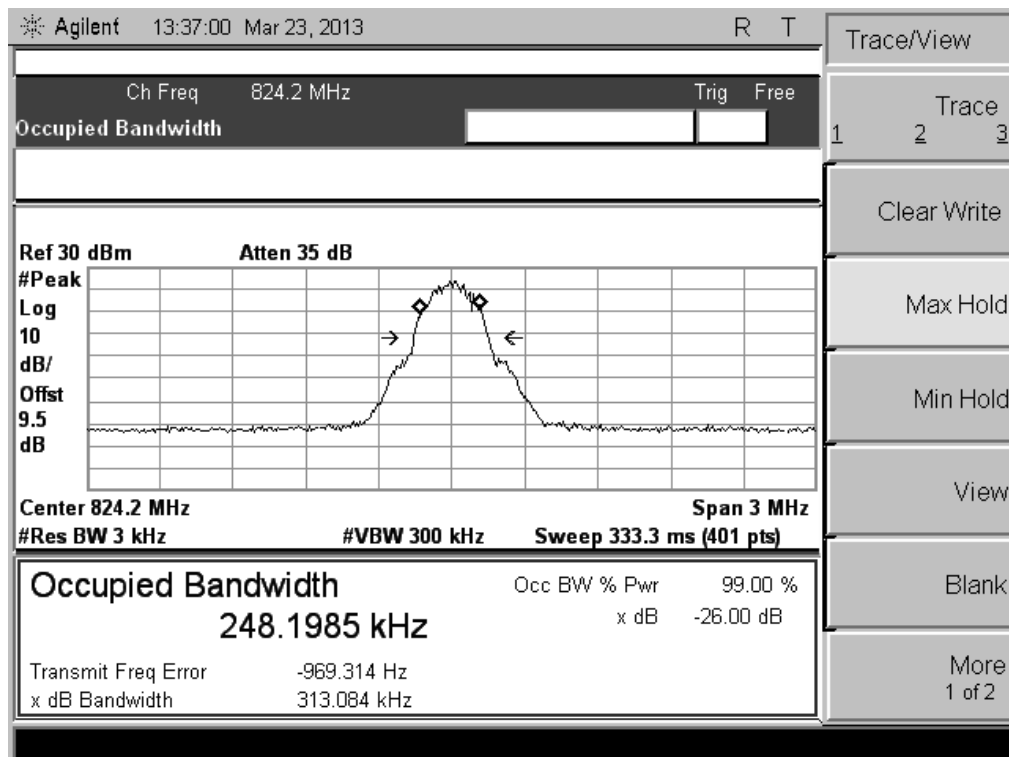 Agilent 13:37:00 Mar 23, 2013 R T
Trace/View
Ch Freq 824.2 MHz Trig Free
Occupied Bandwidth
Trace
1 2 3
Clear Write
Max Hold
Min Hold
View
Blank
More
1 of 2
Ref 30 dBm Atten 35 dB
#Peak
Log
10
dB/
Offst
9.5
dB
Center 824.2 MHz Span 3 MHz
#Res BW 3 kHz #VBW 300 kHz Sweep 333.3 ms (401 pts)
Occupied Bandwidth Occ BW % Pwr 99.00 %
248.1985 kHz x dB -26.00 dB
Transmit Freq Error -969.314 Hz
x dB Bandwidth 313.084 kHz